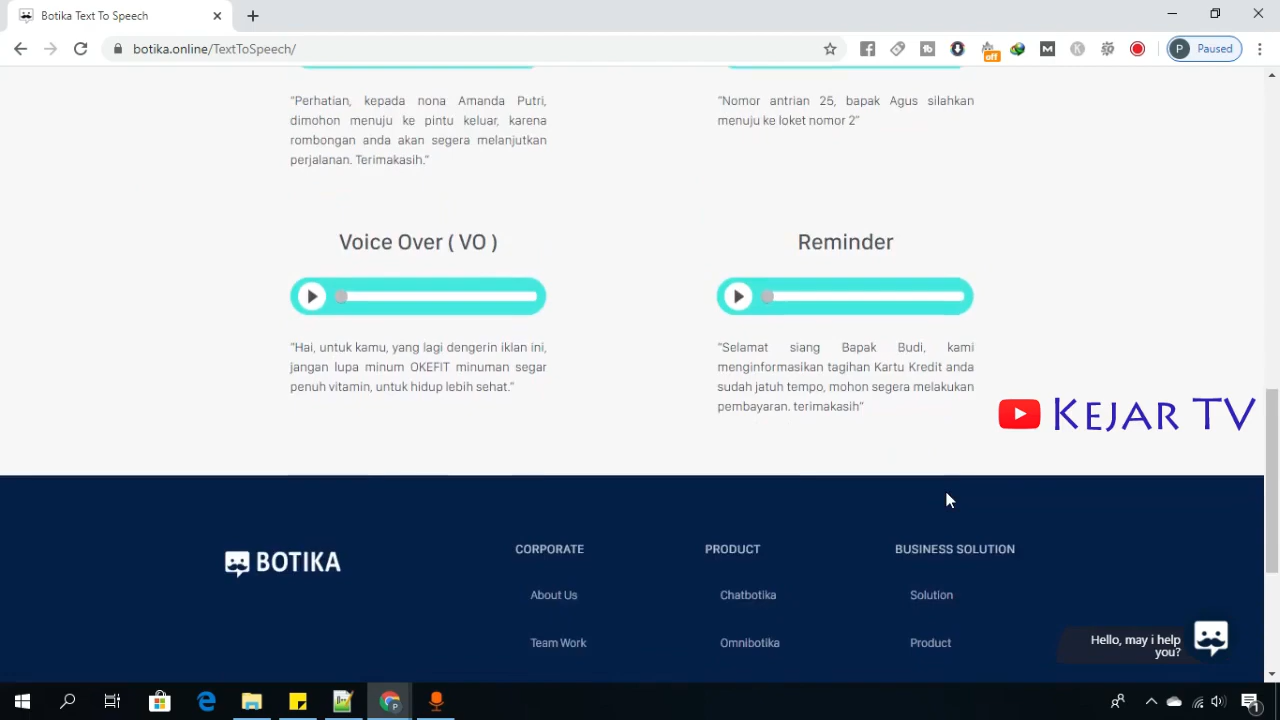 Botika Text To Speech
botika.online/TextToSpeech/
off
P
Paused
"Perhatian, kepada nona Amanda Putri,
dimohon menuju ke pintu keluar, karena
rombongan anda akan segera melanjutkan
perjalanan. Terimakasih."
"Nomor antrian 25, bapak Agus silahkan
menuju ke loket nomor 2"
Voice Over ( VO )
"Hai, untuk kamu, yang lagi dengerin iklan ini,
jangan lupa minum OKEFIT minuman segar
penuh vitamin, untuk hidup lebih sehat."
Reminder
"Selamat siang Bapak Budi, kami
menginformasikan tagihan Kartu Kredit anda
sudah jatuh tempo, mohon segera melakukan
pembayaran. terimakasih"
KEJAR TV
BOTIKA
CORPORATE
About Us
Team Work
PRODUCT
Chatbotika
Omnibotika
BUSINESS SOLUTION
Solution
Product
Hello, may i help
you?